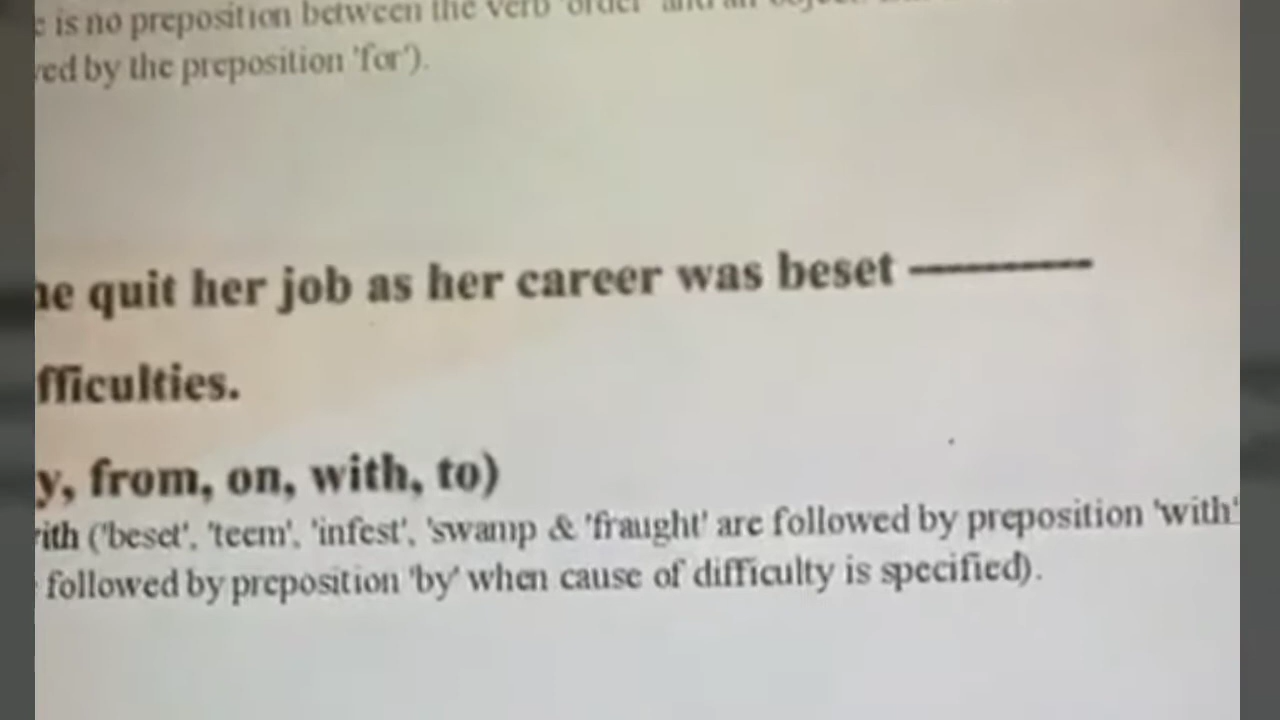 is no preposition between the verb 'order' and an
by the preposition 'for').
quit her job as her career was beset ----------
fficulties.
y, from, on, with, to)
ith ('beset', 'teem', 'infest', 'swamp & 'fraught' are followed by preposition 'with'
followed by preposition 'by' when cause of difficulty is specified).